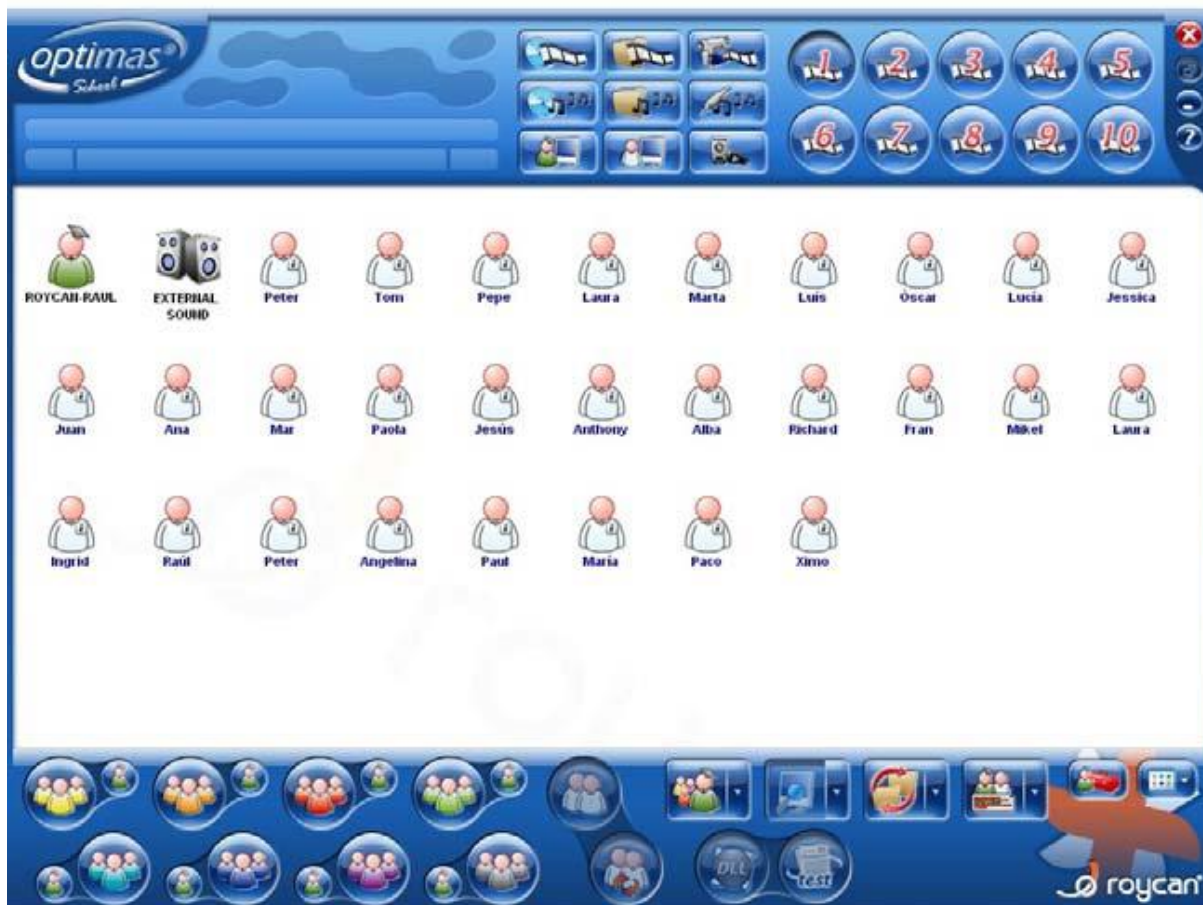 optimas®
School
1 2 3 4 5
6 7 8 9 10
?
ROYCAN-RAUL EXTERNAL SOUND Peter Tom Pepe Laura Marta Luis Óscar Lucía Jessica
Juan Ana Mar Paola Jesús Anthony Alba Richard Fran Mikel Laura
Ingrid Raúl Peter Angelina Paul María Paco Ximo
DLL test
roycan